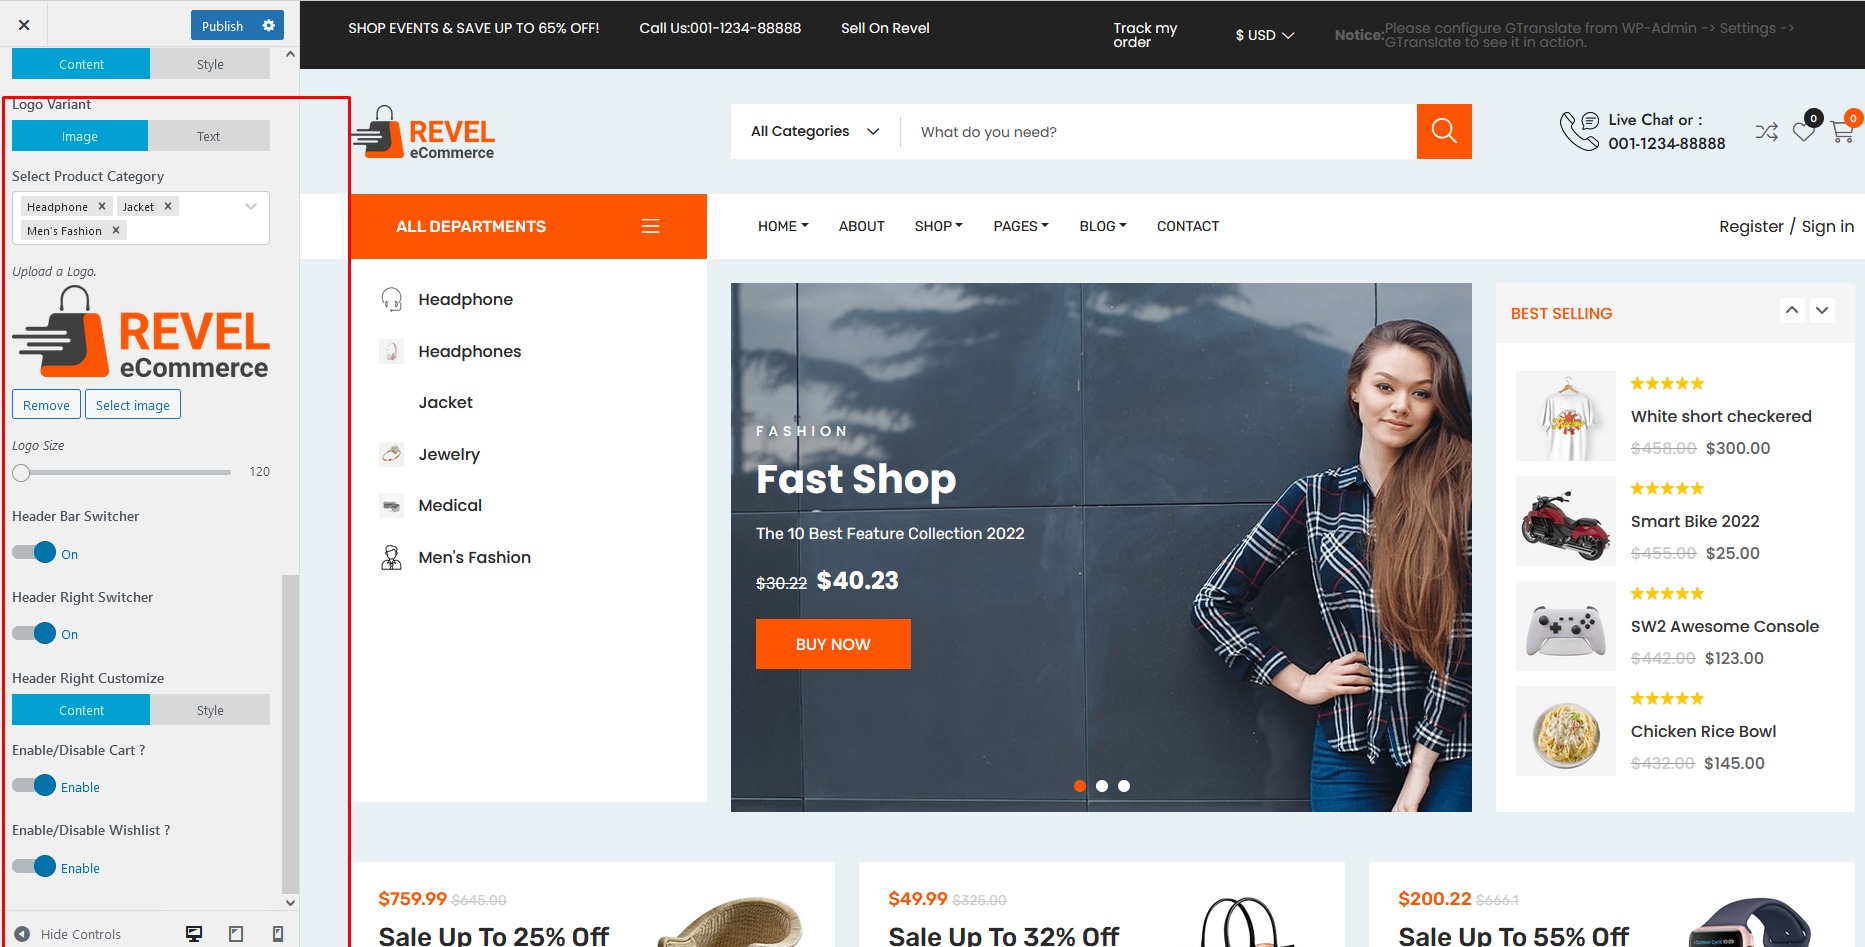 Publish
SHOP EVENTS & SAVE UP TO 65% OFF!
Call Us:001-1234-88888
Sell On Revel
Track my
order
$ USD
Notice:Please configure GTranslate from WP-Admin -> Settings ->
GTranslate to see it in action.
Content
Style
Logo Variant
Image
Text
Select Product Category
Headphone ×
Jacket ×
Men's Fashion ×
Upload a Logo.
REVEL
eCommerce
Remove
Select image
Logo Size
120
Header Bar Switcher
On
Header Right Switcher
On
Header Right Customize
Content
Style
Enable/Disable Cart ?
Enable
Enable/Disable Wishlist ?
Enable
Hide Controls
REVEL
eCommerce
All Categories
What do you need?
Live Chat or :
001-1234-88888
0
0
ALL DEPARTMENTS
HOME
ABOUT
SHOP
PAGES
BLOG
CONTACT
Register / Sign in
Headphone
Headphones
Jacket
Jewelry
Medical
Men's Fashion
FASHION
Fast Shop
The 10 Best Feature Collection 2022
$30.22 $40.23
BUY NOW
BEST SELLING
White short checkered
$458.00 $300.00
Smart Bike 2022
$455.00 $25.00
SW2 Awesome Console
$442.00 $123.00
Chicken Rice Bowl
$432.00 $145.00
$759.99 $645.00
Sale Up To 25% Off
$49.99 $325.00
Sale Up To 32% Off
$200.22 $666.1
Sale Up To 55% Off